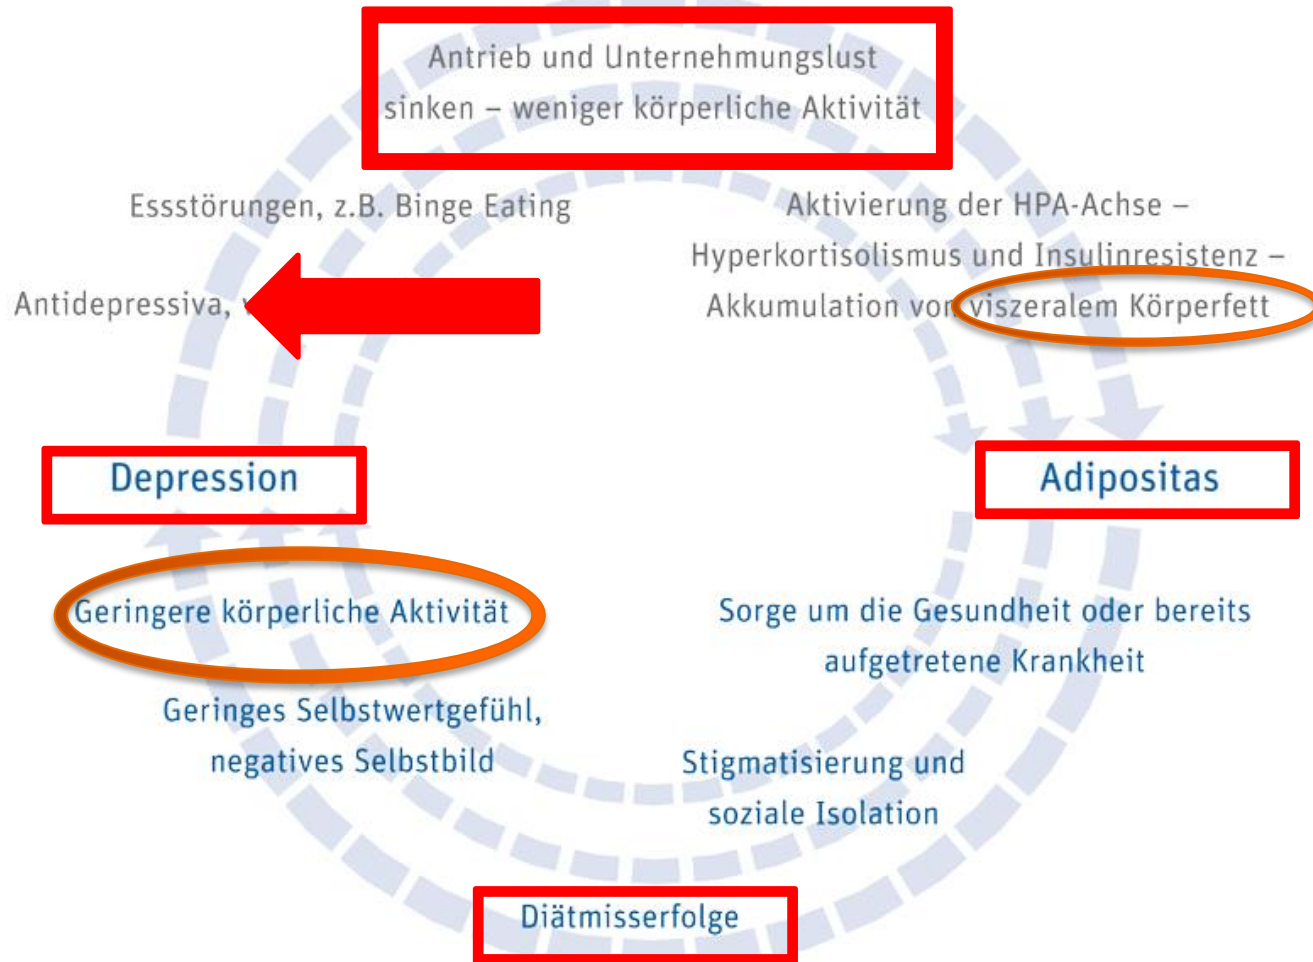 Antrieb und Unternehmungslust
sinken – weniger körperliche Aktivität
Essstörungen, z.B. Binge Eating
Antidepressiva,
Aktivierung der HPA-Achse –
Hyperkortisolismus und Insulinresistenz –
Akkumulation von viszeralem Körperfett
Depression
Adipositas
Geringere körperliche Aktivität
Sorge um die Gesundheit oder bereits
aufgetretene Krankheit
Geringes Selbstwertgefühl,
negatives Selbstbild
Stigmatisierung und
soziale Isolation
Diätmisserfolge